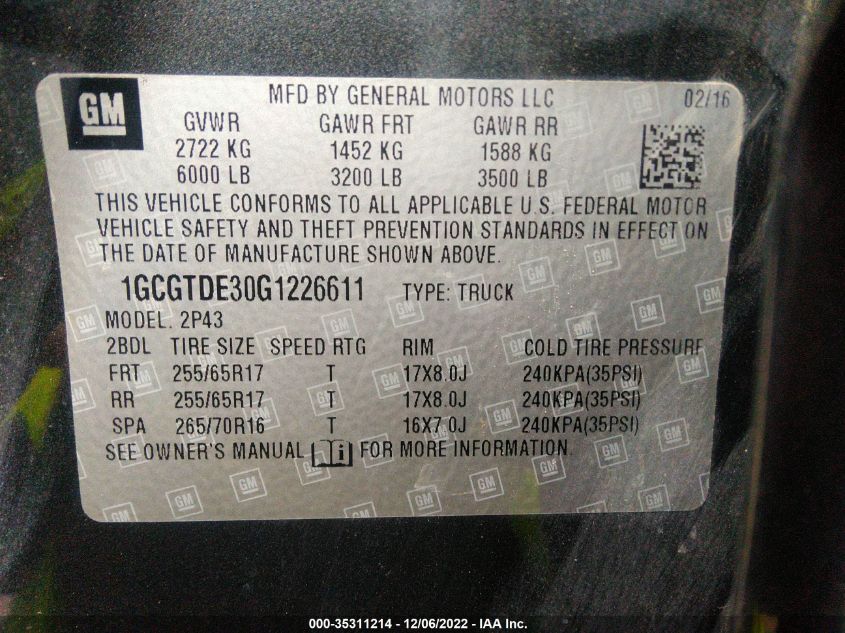 GM
MFD BY GENERAL MOTORS LLC 02/16
GVWR GAWR FRT GAWR RR
2722 KG 1452 KG 1588 KG
6000 LB 3200 LB 3500 LB
THIS VEHICLE CONFORMS TO ALL APPLICABLE U.S. FEDERAL MOTOR
VEHICLE SAFETY AND THEFT PREVENTION STANDARDS IN EFFECT ON
THE DATE OF MANUFACTURE SHOWN ABOVE.
1GCGTDE30G1226611 TYPE: TRUCK
MODEL: 2P43
2BDL TIRE SIZE SPEED RTG RIM COLD TIRE PRESSURE
FRT 255/65R17 T 17X8.0J 240KPA(35PSI)
RR 255/65R17 T 17X8.0J 240KPA(35PSI)
SPA 265/70R16 T 16X7.0J 240KPA(35PSI)
SEE OWNER'S MANUAL FOR MORE INFORMATION.
000-35311214 - 12/06/2022 - IAA Inc.